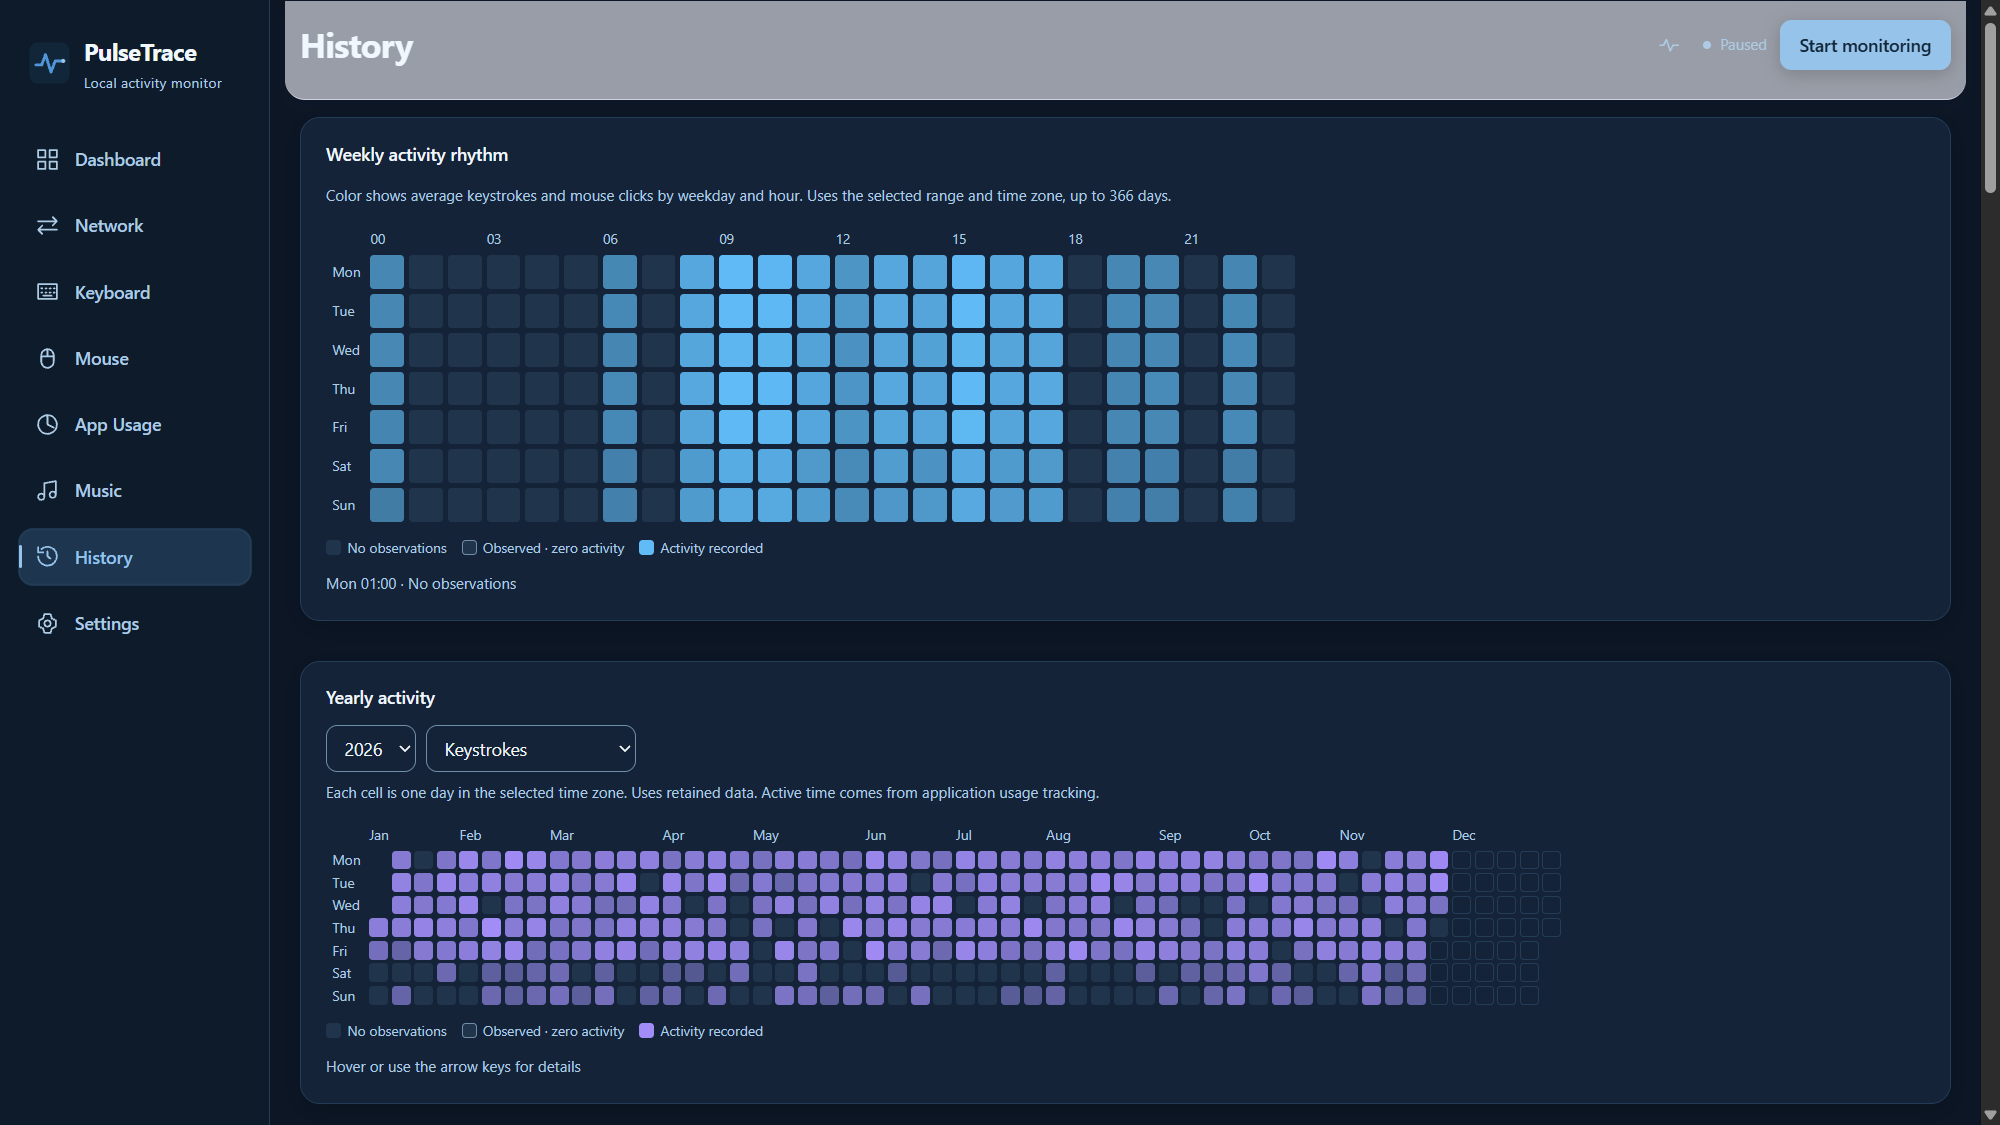 PulseTrace
Local activity monitor
Dashboard
Network
Keyboard
Mouse
App Usage
Music
History
Settings
History
Paused
Start monitoring
Weekly activity rhythm
Color shows average keystrokes and mouse clicks by weekday and hour. Uses the selected range and time zone, up to 366 days.
00 03 06 09 12 15 18 21
Mon
Tue
Wed
Thu
Fri
Sat
Sun
No observations Observed · zero activity Activity recorded
Mon 01:00 · No observations
Yearly activity
2026 Keystrokes
Each cell is one day in the selected time zone. Uses retained data. Active time comes from application usage tracking.
Jan Feb Mar Apr May Jun Jul Aug Sep Oct Nov Dec
Mon
Tue
Wed
Thu
Fri
Sat
Sun
No observations Observed · zero activity Activity recorded
Hover or use the arrow keys for details